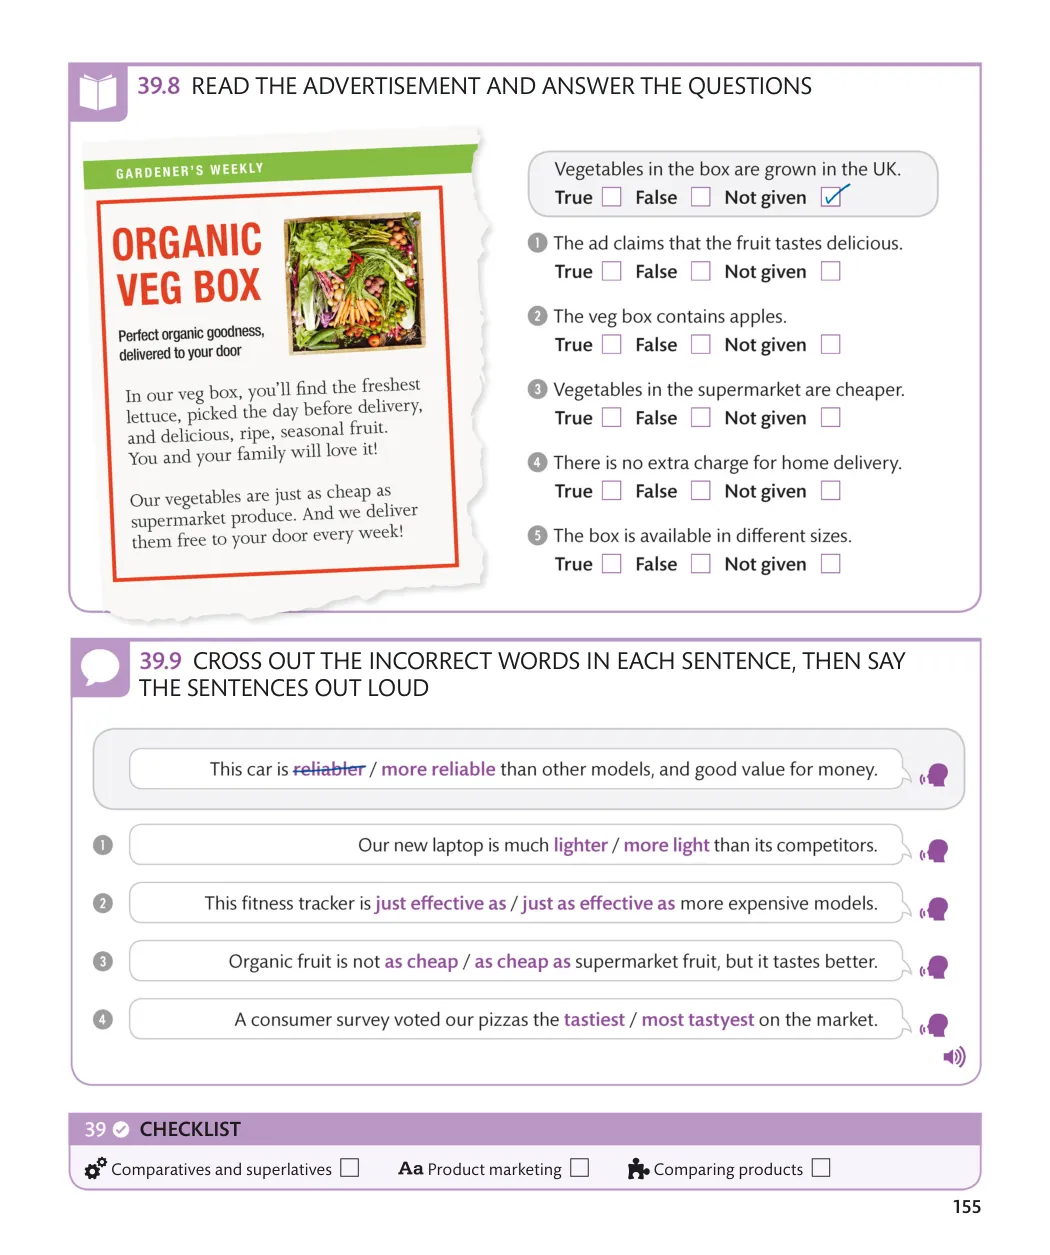 39.8 READ THE ADVERTISEMENT AND ANSWER THE QUESTIONS
GARDENER'S WEEKLY
ORGANIC
VEG BOX
Perfect organic goodness,
delivered to your door
In our veg box, you'll find the freshest
lettuce, picked the day before delivery,
and delicious, ripe, seasonal fruit.
You and your family will love it!
Our vegetables are just as cheap as
supermarket produce. And we deliver
them free to your door every week!
Vegetables in the box are grown in the UK.
True False Not given
1 The ad claims that the fruit tastes delicious.
True False Not given
2 The veg box contains apples.
True False Not given
3 Vegetables in the supermarket are cheaper.
True False Not given
4 There is no extra charge for home delivery.
True False Not given
5 The box is available in different sizes.
True False Not given
39.9 CROSS OUT THE INCORRECT WORDS IN EACH SENTENCE, THEN SAY
THE SENTENCES OUT LOUD
This car is reliabler / more reliable than other models, and good value for money.
1 Our new laptop is much lighter / more light than its competitors.
2 This fitness tracker is just effective as / just as effective as more expensive models.
3 Organic fruit is not as cheap / as cheap as supermarket fruit, but it tastes better.
4 A consumer survey voted our pizzas the tastiest / most tastyest on the market.
39 CHECKLIST
Comparatives and superlatives Aa Product marketing Comparing products
155